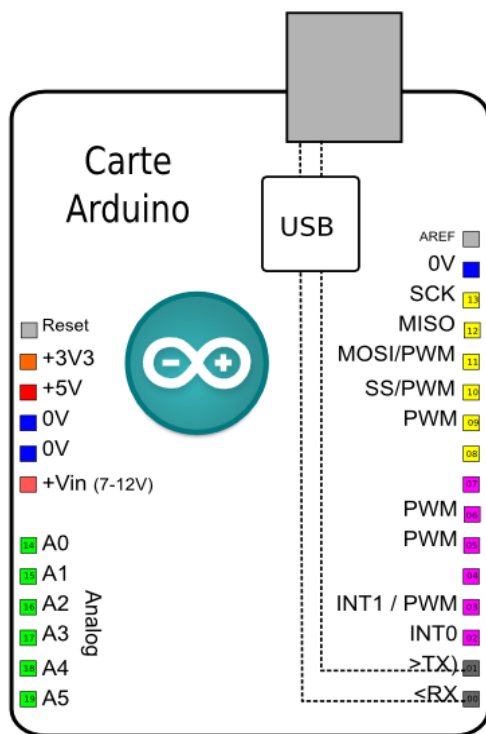 Carte
Arduino
USB
AREF
0V
SCK 13
MISO 12
MOSI/PWM 11
SS/PWM 10
PWM 09
08
07
PWM 06
PWM 05
04
INT1 / PWM 03
INT0 02
>TX) 01
<RX 00
Reset
+3V3
+5V
0V
0V
+Vin (7-12V)
14 A0
15 A1
16 A2
17 A3
18 A4
19 A5
Analog